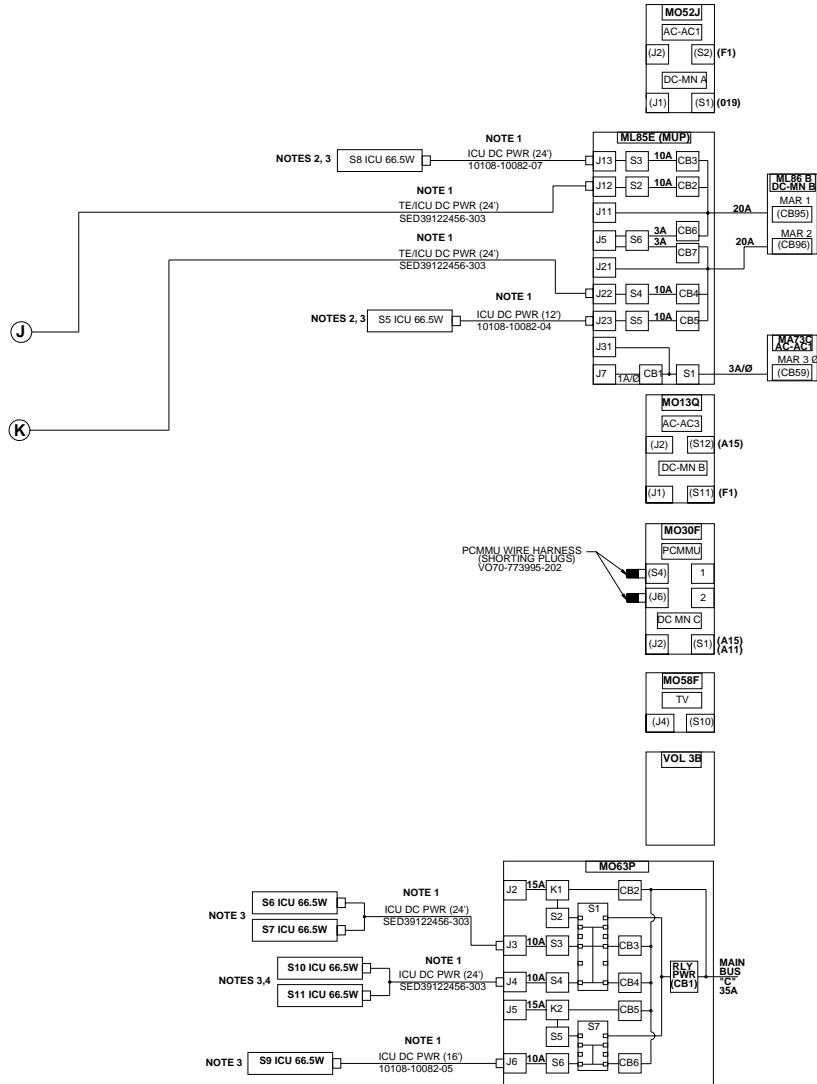 MO52J
AC-AC1
(J2) (S2) (F1)
DC-MN A
(J1) (S1) (019)
ML85E (MUP)
NOTE 1
NOTES 2, 3 S8 ICU 66.5W ICU DC PWR (24') J13 S3 10A CB3
10108-10082-07
NOTE 1
TE/ICU DC PWR (24') J12 S2 10A CB2
SED39122456-303
J11 20A
ML86 B
DC-MN B
MAR 1
(CB95)
MAR 2
(CB96)
NOTE 1
J5 S6 3A CB6
3A CB7
20A
TE/ICU DC PWR (24')
SED39122456-303
J21
J22 S4 10A CB4
NOTE 1
NOTES 2, 3 S5 ICU 66.5W ICU DC PWR (12') J23 S5 10A CB5
10108-10082-04
J
J31
J7 1A/Ø CB1 S1 3A/Ø
MA73C
AC-AC1
MAR 3 Ø
(CB59)
K
MO13Q
AC-AC3
(J2) (S12) (A15)
DC-MN B
(J1) (S11) (F1)
MO30F
PCMMU
PCMMU WIRE HARNESS
(SHORTING PLUGS)
VO70-773995-202
(S4) 1
(J6) 2
DC MN C
(J2) (S1) (A15)
(A11)
MO58F
TV
(J4) (S10)
VOL 3B
MO63P
J2 15A K1 CB2
S2 S1
NOTE 3 S6 ICU 66.5W
S7 ICU 66.5W
NOTE 1
ICU DC PWR (24')
SED39122456-303
J3 10A S3 CB3
NOTES 3,4 S10 ICU 66.5W
S11 ICU 66.5W
NOTE 1
ICU DC PWR (24')
SED39122456-303
J4 10A S4 CB4
RLY
PWR
(CB1)
MAIN
BUS
"C"
35A
J5 15A K2 CB5
S5 S7
NOTE 1
NOTE 3 S9 ICU 66.5W ICU DC PWR (16') J6 10A S6 CB6
10108-10082-05